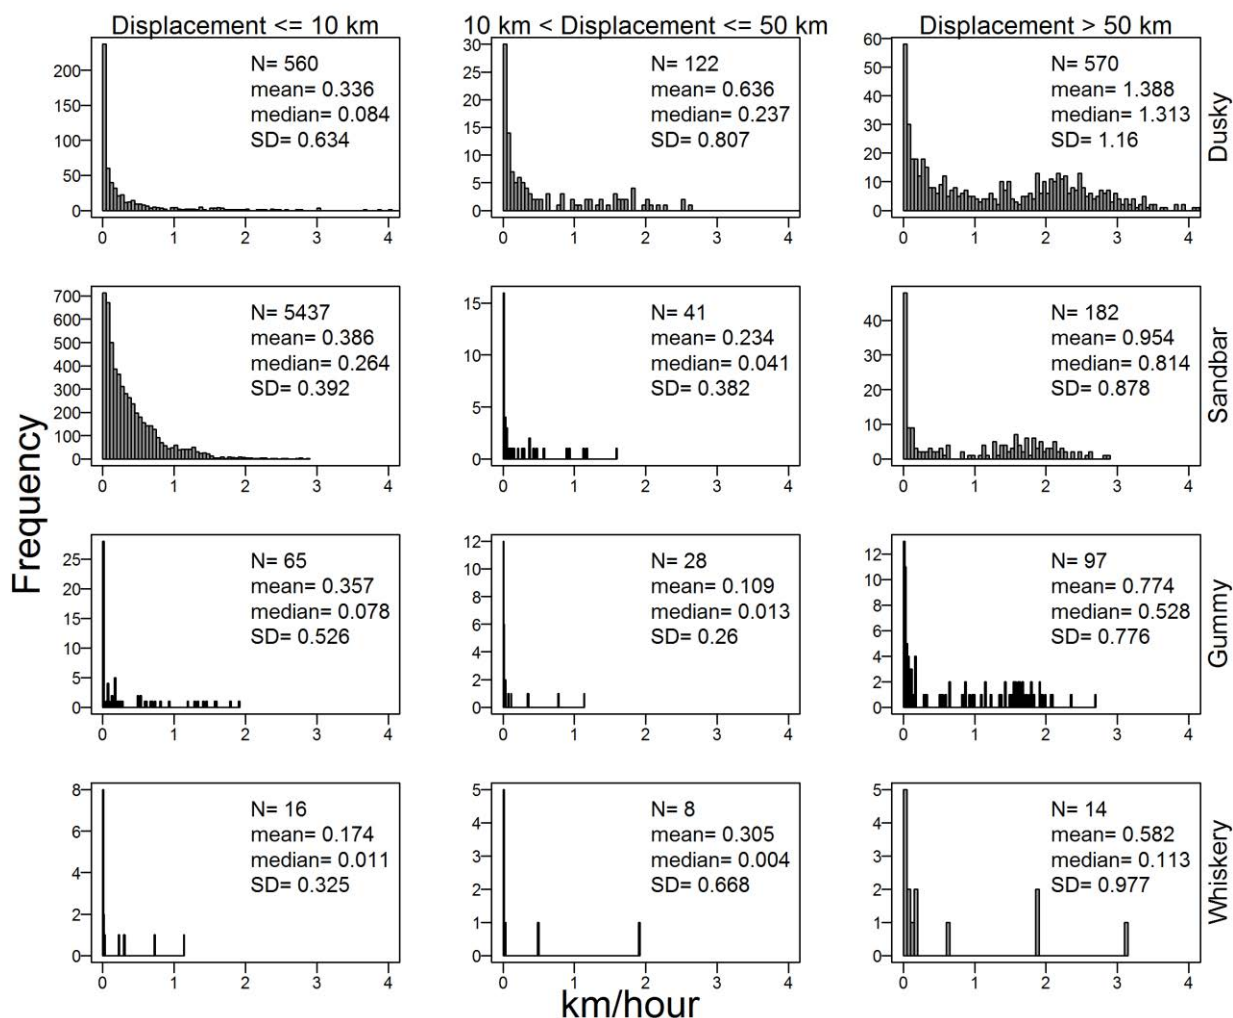 Displacement <= 10 km
10 km < Displacement <= 50 km
Displacement > 50 km
200
150
100
50
0
0 1 2 3 4
N= 560
mean= 0.336
median= 0.084
SD= 0.634
30
25
20
15
10
5
0
0 1 2 3 4
N= 122
mean= 0.636
median= 0.237
SD= 0.807
60
50
40
30
20
10
0
0 1 2 3 4
N= 570
mean= 1.388
median= 1.313
SD= 1.16
Dusky
700
600
500
400
300
200
100
0
0 1 2 3 4
N= 5437
mean= 0.386
median= 0.264
SD= 0.392
15
10
5
0
0 1 2 3 4
N= 41
mean= 0.234
median= 0.041
SD= 0.382
40
30
20
10
0
0 1 2 3 4
N= 182
mean= 0.954
median= 0.814
SD= 0.878
Sandbar
Frequency
25
20
15
10
5
0
0 1 2 3 4
N= 65
mean= 0.357
median= 0.078
SD= 0.526
12
10
8
6
4
2
0
0 1 2 3 4
N= 28
mean= 0.109
median= 0.013
SD= 0.26
12
10
8
6
4
2
0
0 1 2 3 4
N= 97
mean= 0.774
median= 0.528
SD= 0.776
Gummy
8
6
4
2
0
0 1 2 3 4
N= 16
mean= 0.174
median= 0.011
SD= 0.325
5
4
3
2
1
0
0 1 2 3 4
N= 8
mean= 0.305
median= 0.004
SD= 0.668
5
4
3
2
1
0
0 1 2 3 4
N= 14
mean= 0.582
median= 0.113
SD= 0.977
Whiskery
km/hour